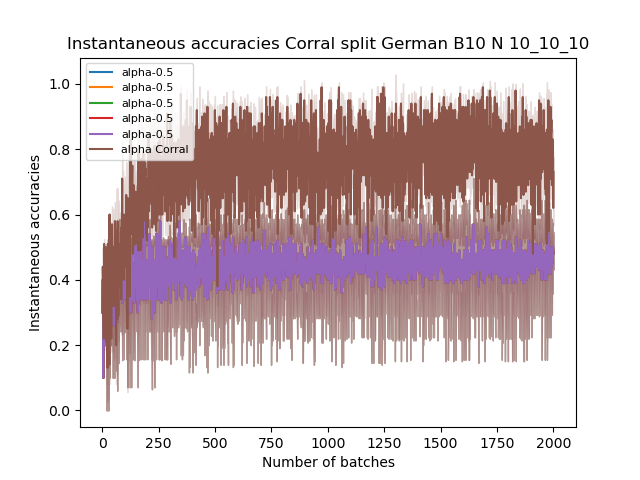 Instantaneous accuracies Corral split German B10 N 10_10_10
alpha-0.5
alpha-0.5
alpha-0.5
alpha-0.5
alpha-0.5
alpha Corral
1.0
0.8
0.6
0.4
0.2
0.0
Instantaneous accuracies
0 250 500 750 1000 1250 1500 1750 2000
Number of batches